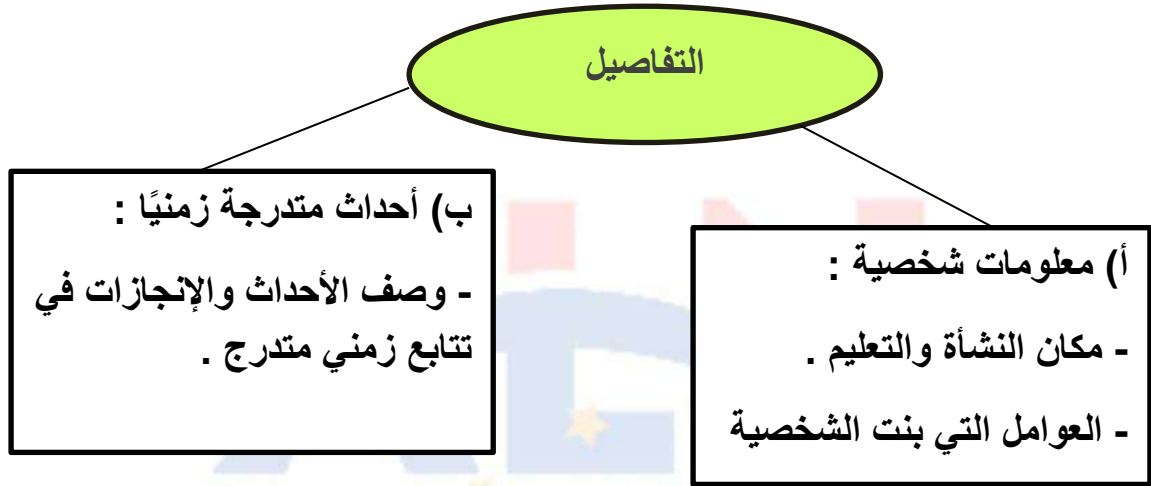 التفاصيل
أ) معلومات شخصية :
- مكان النشأة والتعليم .
- العوامل التي بنت الشخصية
ب) أحداث متدرجة زمنيًا :
- وصف الأحداث والإنجازات في
تتابع زمني متدرج .